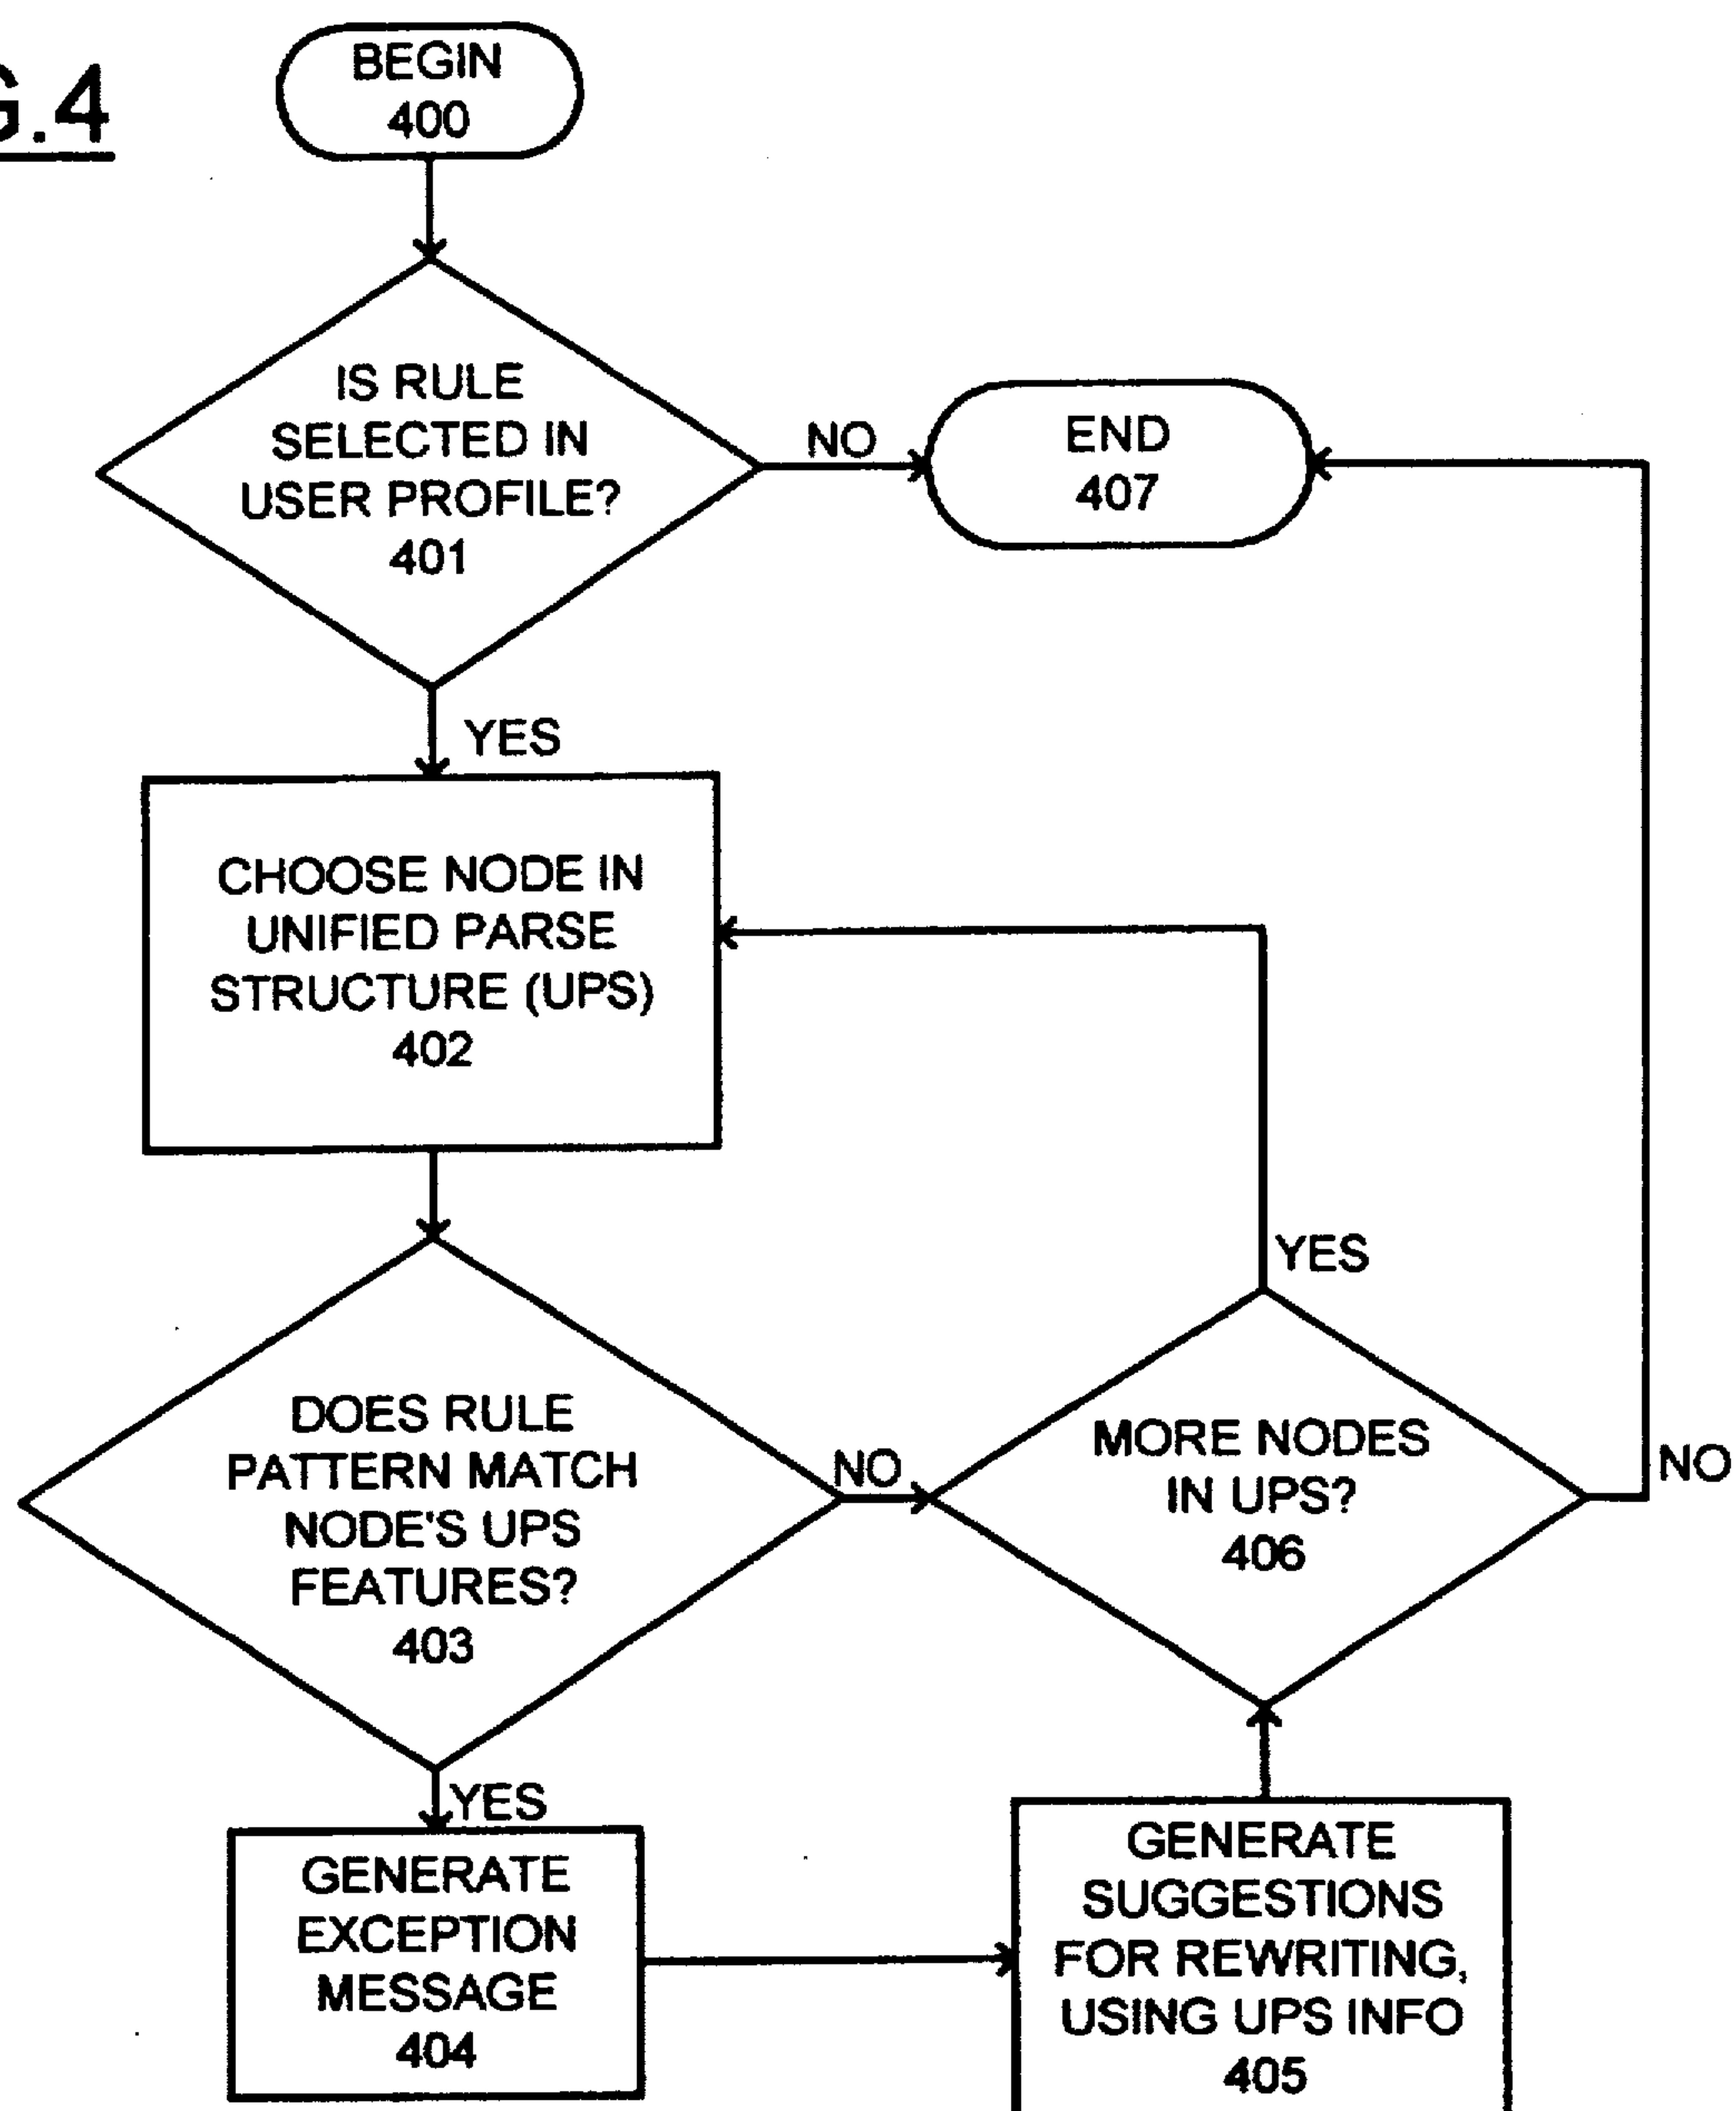 G.4
BEGIN
400
IS RULE
SELECTED IN
USER PROFILE?
401
NO
END
407
YES
CHOOSE NODE IN
UNIFIED PARSE
STRUCTURE (UPS)
402
YES
DOES RULE
PATTERN MATCH
NODE'S UPS
FEATURES?
403
NO
MORE NODES
IN UPS?
406
NO
YES
GENERATE
EXCEPTION
MESSAGE
404
GENERATE
SUGGESTIONS
FOR REWRITING,
USING UPS INFO
405